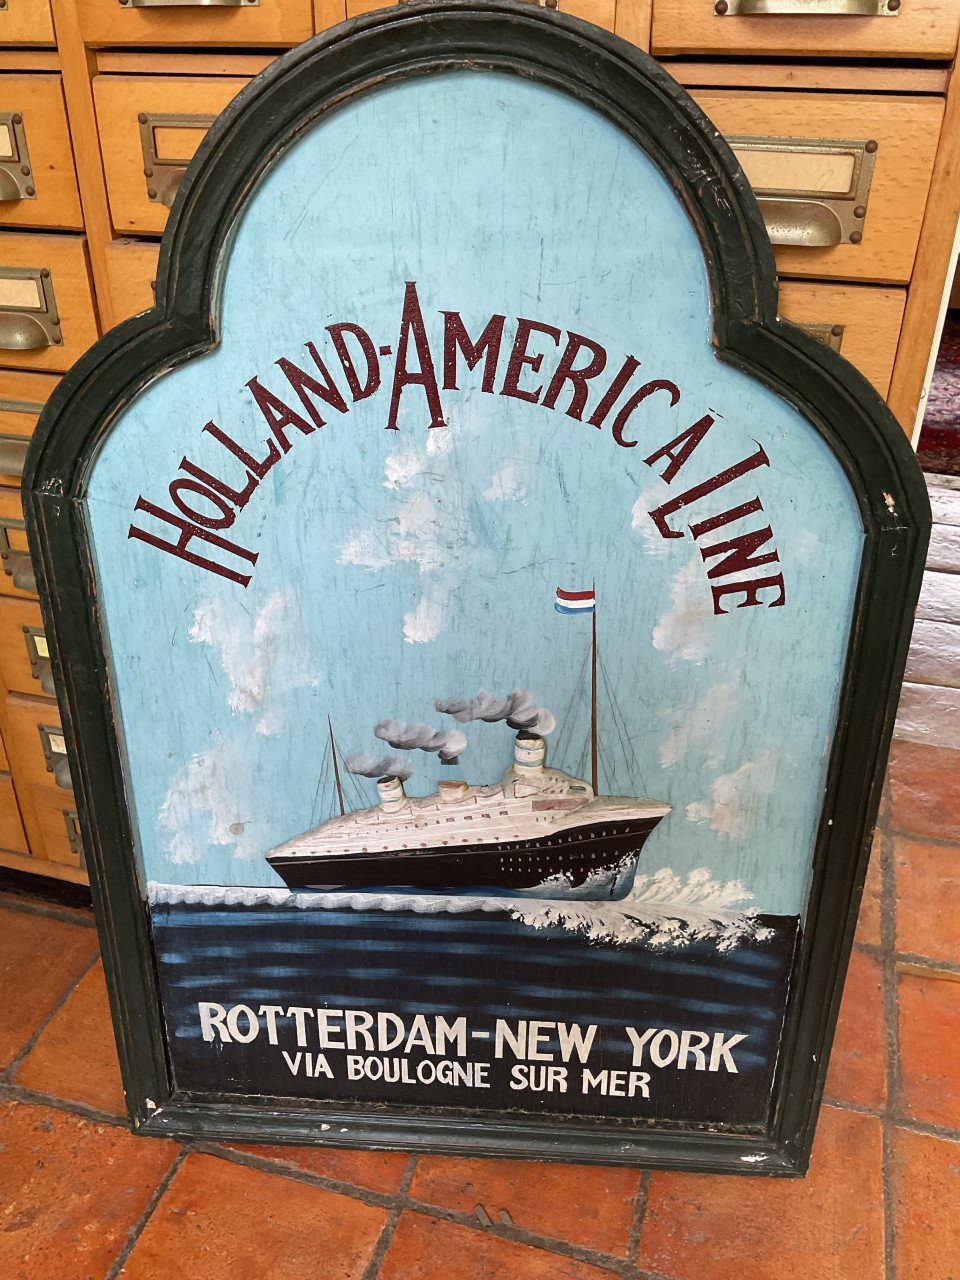 HOLLAND-AMERICA LINE
ROTTERDAM-NEW YORK
VIA BOULOGNE SUR MER